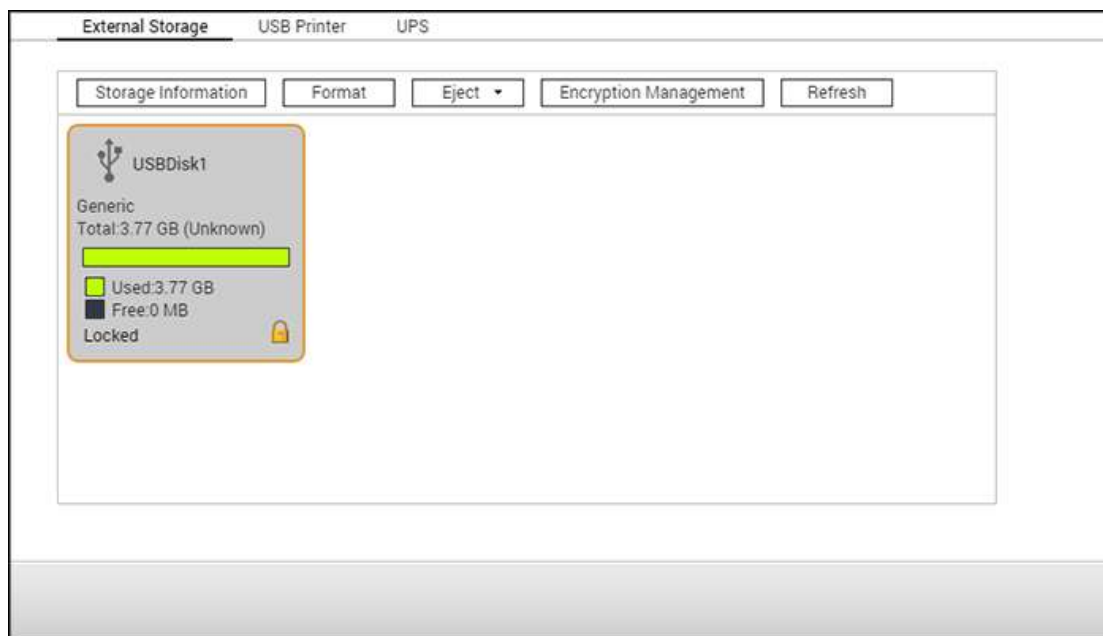 External Storage USB Printer UPS
Storage Information Format Eject Encryption Management Refresh
USBDisk1
Generic
Total:3.77 GB (Unknown)
Used:3.77 GB
Free:0 MB
Locked